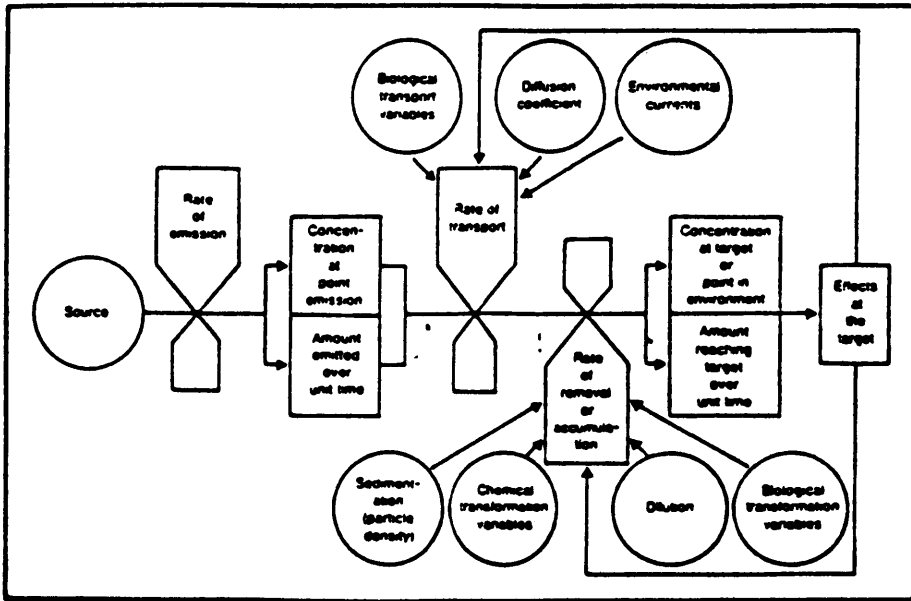 Biological
transport
variables
Diffusion
coefficient
Environmental
currents
Rate
of
emission
Rate of
transport
Concen-
tration
at
point
emission
Concentration
at target
or
point in
environment
Source
Effects
at
the
target
Amount
emitted
over
unit time
Rate
of
removal
or
accumula-
tion
Amount
reaching
target
over
unit time
Sediment-
ation
(particle
density)
Chemical
transformation
variables
Dilution
Biological
transformation
variables